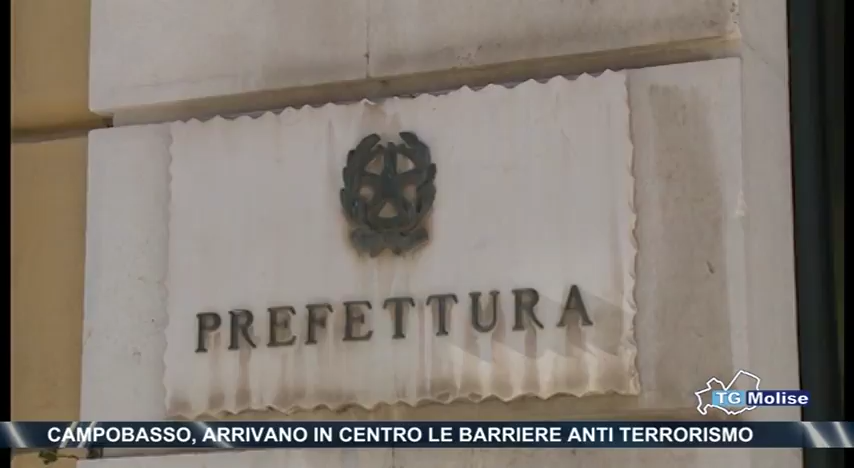 PREFETTURA
TG Molise
CAMPOBASSO, ARRIVANO IN CENTRO LE BARRIERE ANTI TERRORISMO